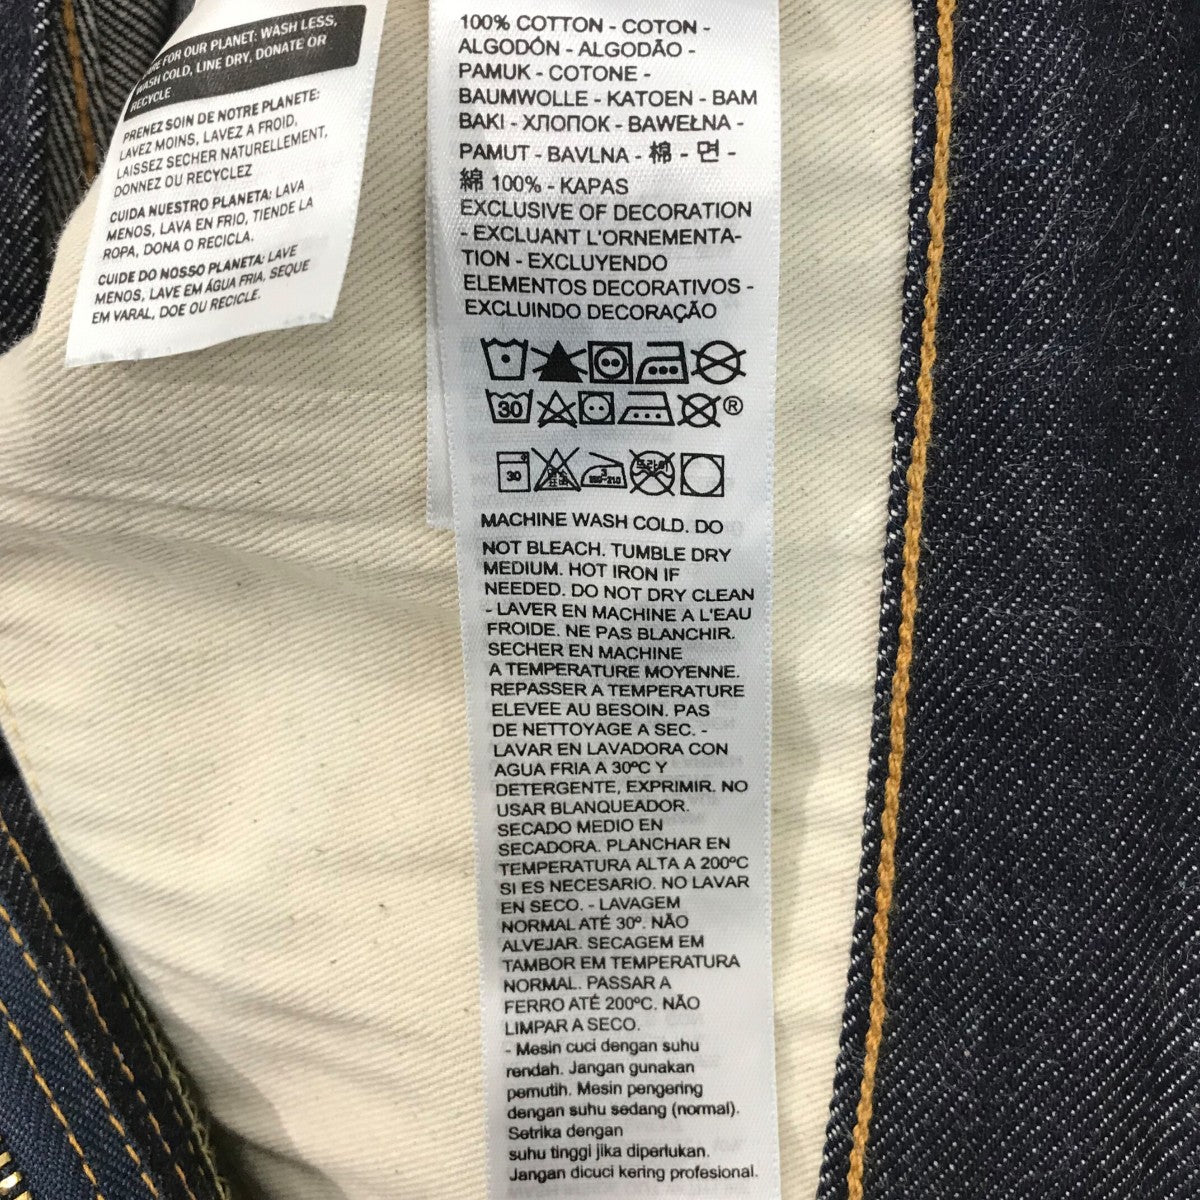 FOR OUR PLANET: WASH LESS,
WASH COLD, LINE DRY, DONATE OR
RECYCLE
PRENEZ SOIN DE NOTRE PLANETE:
LAVEZ MOINS, LAVEZ A FROID,
LAISSEZ SECHER NATURELLEMENT,
DONNEZ OU RECYCLEZ
CUIDA NUESTRO PLANETA: LAVA
MENOS, LAVA EN FRIO, TIENDE LA
ROPA, DONA O RECICLA.
CUIDE DO NOSSO PLANETA: LAVE
MENOS, LAVE EM ÁGUA FRIA, SEQUE
EM VARAL, DOE OU RECICLE.
100% COTTON - COTON -
ALGODÓN - ALGODÃO -
PAMUK - COTONE -
BAUMWOLLE - KATOEN - BAM
BAKI - ХЛОПОК - BAWEŁNA -
PAMUT - BAVLNA - 棉 - 면 -
綿 100% - KAPAS
EXCLUSIVE OF DECORATION
- EXCLUANT L'ORNEMENTA-
TION - EXCLUYENDO
ELEMENTOS DECORATIVOS -
EXCLUINDO DECORAÇÃO
30 ®
30 3
MACHINE WASH COLD. DO
NOT BLEACH. TUMBLE DRY
MEDIUM. HOT IRON IF
NEEDED. DO NOT DRY CLEAN
- LAVER EN MACHINE A L'EAU
FROIDE. NE PAS BLANCHIR.
SECHER EN MACHINE
A TEMPERATURE MOYENNE.
REPASSER A TEMPERATURE
ELEVEE AU BESOIN. PAS
DE NETTOYAGE A SEC. -
LAVAR EN LAVADORA CON
AGUA FRIA A 30ºC Y
DETERGENTE, EXPRIMIR. NO
USAR BLANQUEADOR.
SECADO MEDIO EN
SECADORA. PLANCHAR EN
TEMPERATURA ALTA A 200ºC
SI ES NECESARIO. NO LAVAR
EN SECO. - LAVAGEM
NORMAL ATÉ 30º. NÃO
ALVEJAR. SECAGEM EM
TAMBOR EM TEMPERATURA
NORMAL. PASSAR A
FERRO ATÉ 200ºC. NÃO
LIMPAR A SECO.
- Mesin cuci dengan suhu
rendah. Jangan gunakan
pemutih. Mesin pengering
dengan suhu sedang (normal).
Setrika dengan
suhu tinggi jika diperlukan.
Jangan dicuci kering profesional.